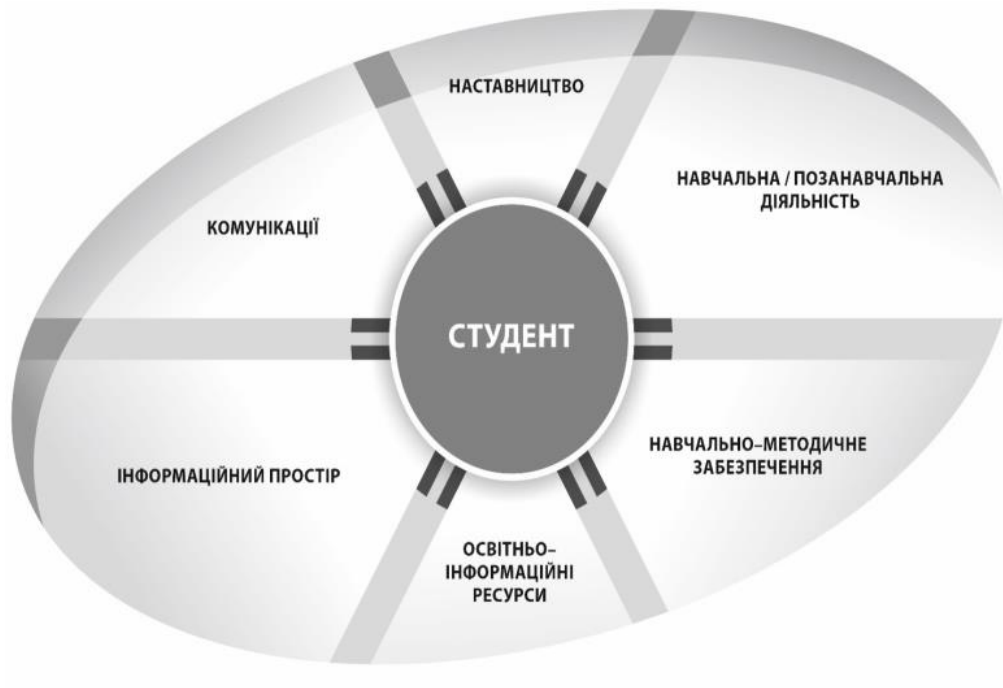 НАСТАВНИЦТВО
НАВЧАЛЬНА / ПОЗАНАВЧАЛЬНА
ДІЯЛЬНІСТЬ
КОМУНІКАЦІЇ
СТУДЕНТ
НАВЧАЛЬНО–МЕТОДИЧНЕ
ЗАБЕЗПЕЧЕННЯ
ІНФОРМАЦІЙНИЙ ПРОСТІР
ОСВІТНЬО–
ІНФОРМАЦІЙНІ
РЕСУРСИ